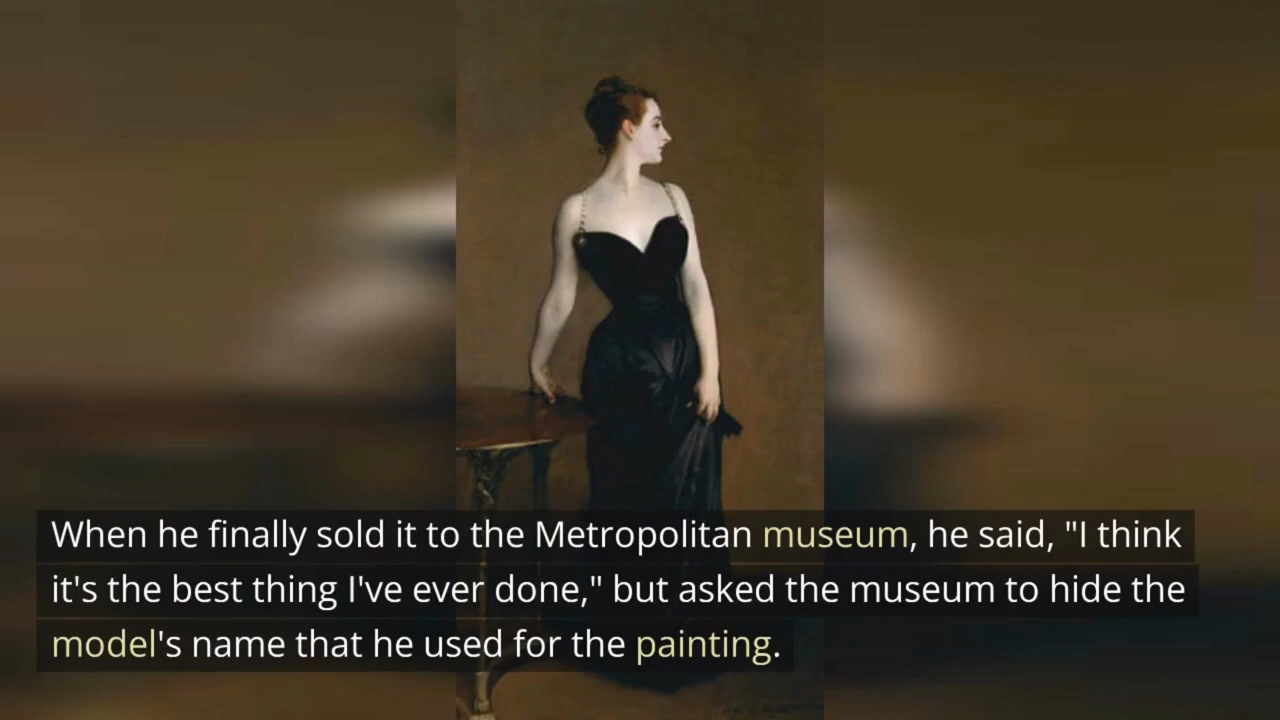 When he finally sold it to the Metropolitan museum, he said, "I think
it's the best thing I've ever done," but asked the museum to hide the
model's name that he used for the painting.